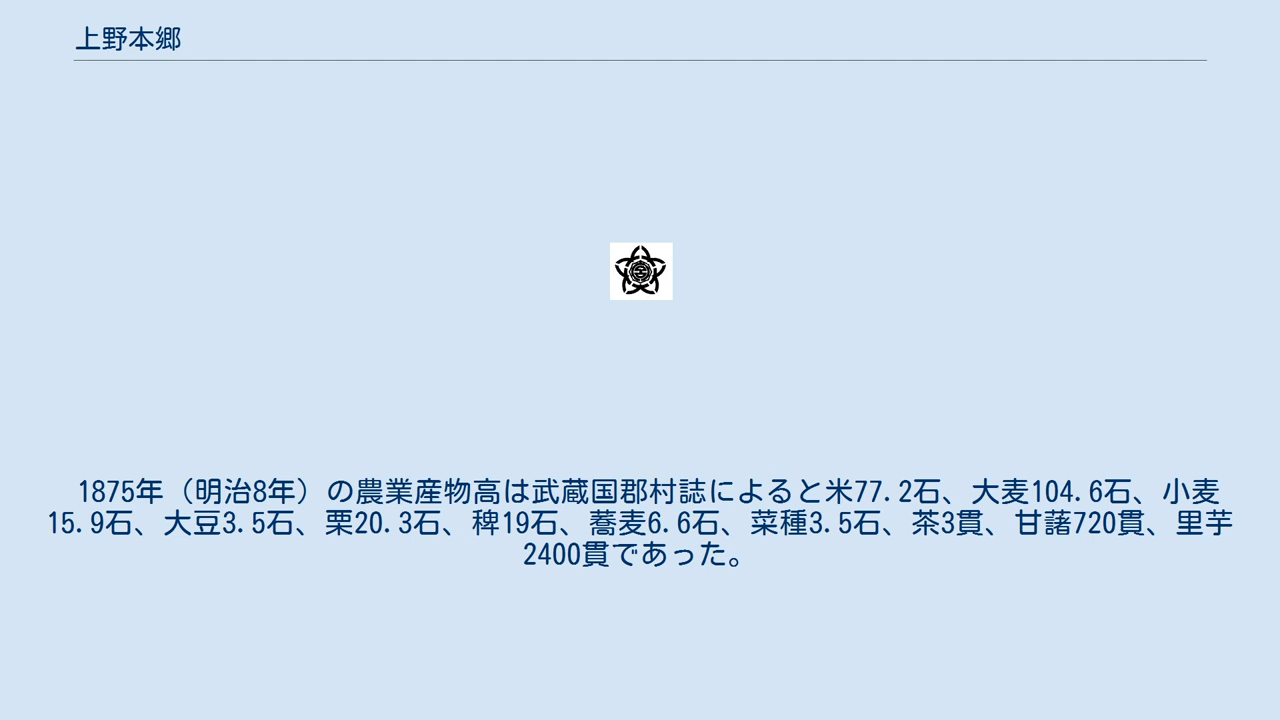 上野本郷
1875年（明治8年）の農業産物高は武蔵国郡村誌によると米77.2石、大麦104.6石、小麦
15.9石、大豆3.5石、栗20.3石、稗19石、蕎麦6.6石、菜種3.5石、茶3貫、甘藷720貫、里芋
2400貫であった。